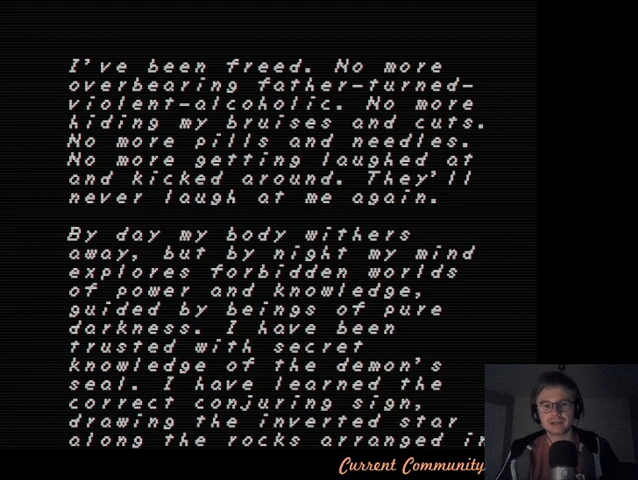 I've been freed. No more
overbearing father-turned-
violent-alcoholic. No more
hiding my bruises and cuts.
No more pills and needles.
No more getting laughed at
and kicked around. They'll
never laugh at me again.
By day my body withers
away, but by night my mind
explores forbidden worlds
of power and knowledge,
guided by beings of pure
darkness. I have been
trusted with secret
knowledge of the demon's
seal. I have learned the
correct conjuring sign,
drawing the inverted star
along the rocks arranged in
Current Community